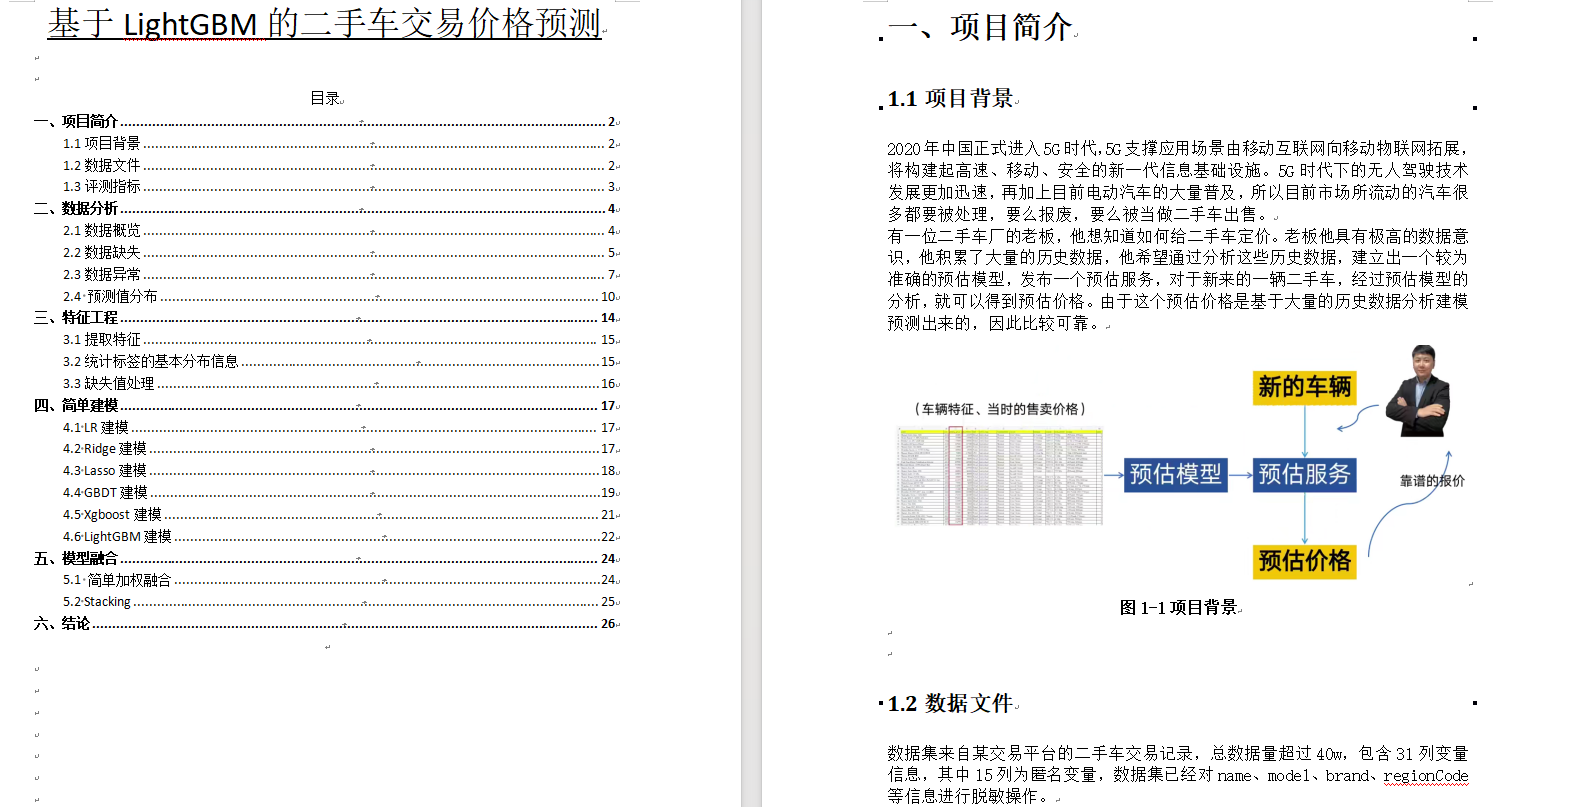 基于 LightGBM 的二手车交易价格预测
目录
一、项目简介 2
1.1 项目背景 2
1.2 数据文件 2
1.3 评测指标 3
二、数据分析 4
2.1 数据概览 4
2.2 数据缺失 5
2.3 数据异常 7
2.4 预测值分布 10
三、特征工程 14
3.1 提取特征 15
3.2 统计标签的基本分布信息 15
3.3 缺失值处理 16
四、简单建模 17
4.1 LR 建模 17
4.2 Ridge 建模 17
4.3 Lasso 建模 18
4.4 GBDT 建模 19
4.5 Xgboost 建模 21
4.6 LightGBM 建模 22
五、模型融合 24
5.1 简单加权融合 24
5.2 Stacking 25
六、结论 26
一、项目简介
1.1 项目背景
2020 年中国正式进入 5G 时代，5G 支撑应用场景由移动互联网向移动物联网拓展，
将构建起高速、移动、安全的新一代信息基础设施。5G 时代下的无人驾驶技术
发展更加迅速，再加上目前电动汽车的大量普及，所以目前市场所流动的汽车很
多都要被处理，要么报废，要么被当做二手车出售。
有一位二手车厂的老板，他想知道如何给二手车定价。老板他具有极高的数据意
识，他积累了大量的历史数据，他希望通过分析这些历史数据，建立出一个较为
准确的预估模型，发布一个预估服务，对于新来的一辆二手车，经过预估模型的
分析，就可以得到预估价格。由于这个预估价格是基于大量的历史数据分析建模
预测出来的，因此比较可靠。
新的车辆
（车辆特征、当时的售卖价格）
预估模型
预估服务
靠谱的报价
预估价格
图 1-1 项目背景
1.2 数据文件
数据集来自某交易平台的二手车交易记录，总数据量超过 40w，包含 31 列变量
信息，其中 15 列为匿名变量，数据集已经对 name、model、brand、regionCode
等信息进行脱敏操作。